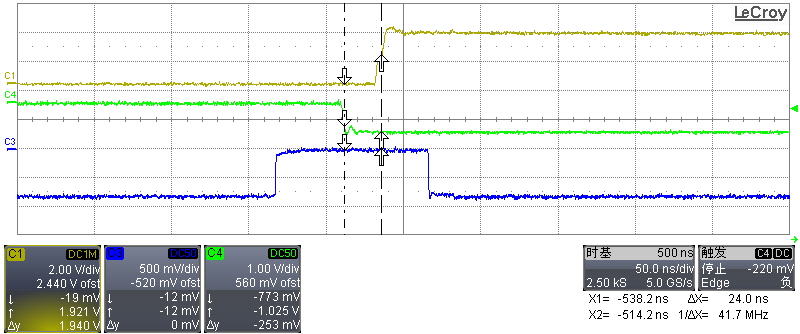 LeCroy
C1
C4
C3
C1 DC1M
2.00 V/div
2.440 V ofst
↓ -19 mV
↑ 1.921 V
Δy 1.940 V
C3 DC50
500 mV/div
-520 mV ofst
↓ -12 mV
↑ -12 mV
Δy 0 mV
C4 DC50
1.00 V/div
560 mV ofst
↓ -773 mV
↑ -1.025 V
Δy -253 mV
时基 500 ns
50.0 ns/div
2.50 kS 5.0 GS/s
触发 C4 DC
停止 -220 mV
Edge 负
X1= -538.2 ns ΔX= 24.0 ns
X2= -514.2 ns 1/ΔX= 41.7 MHz